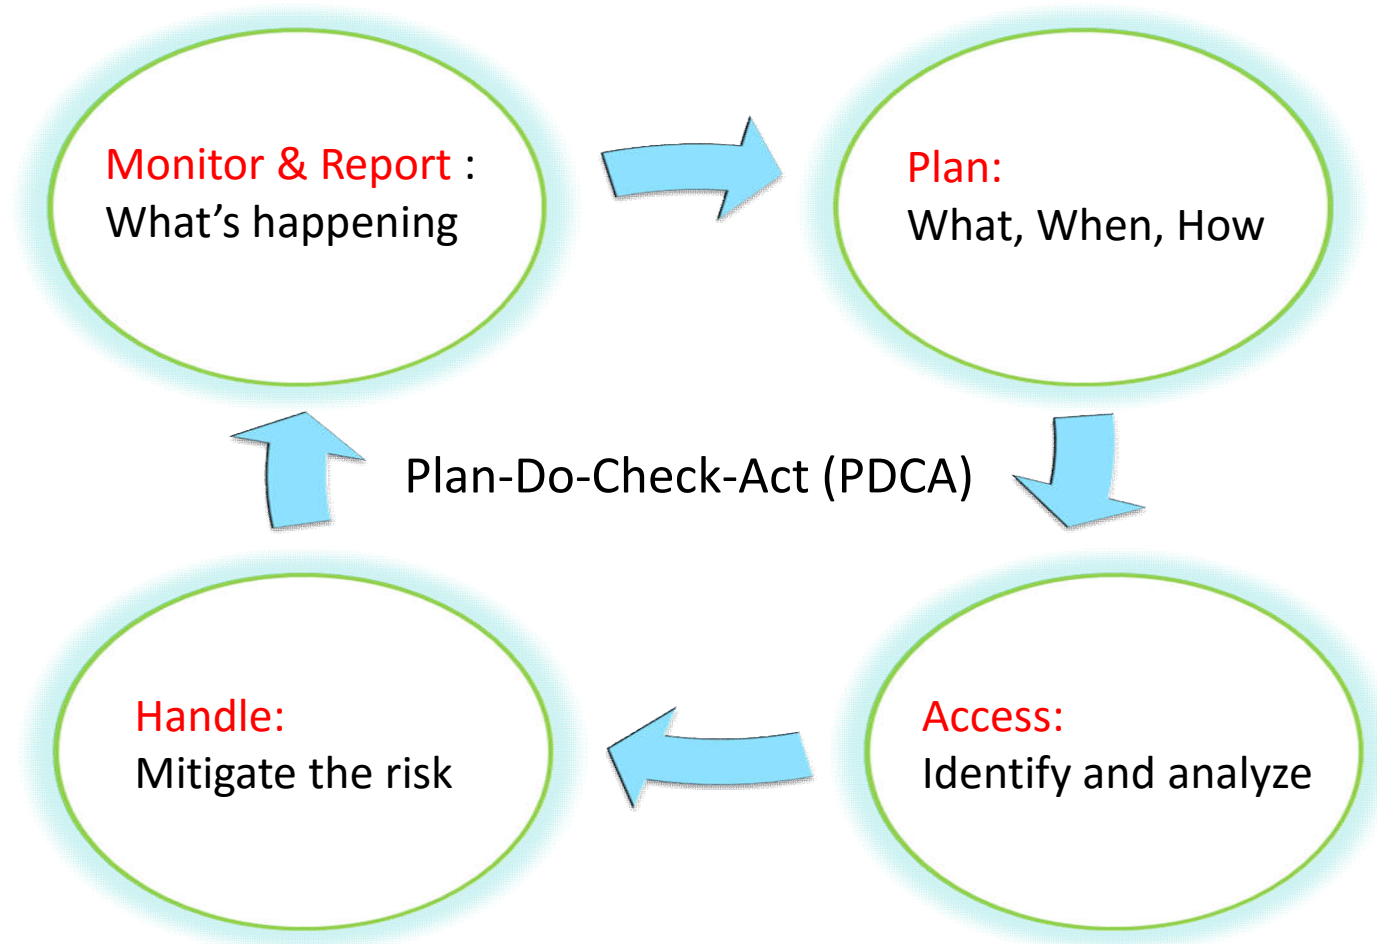 Monitor & Report :
What’s happening
Plan:
What, When, How
Plan-Do-Check-Act (PDCA)
Handle:
Mitigate the risk
Access:
Identify and analyze